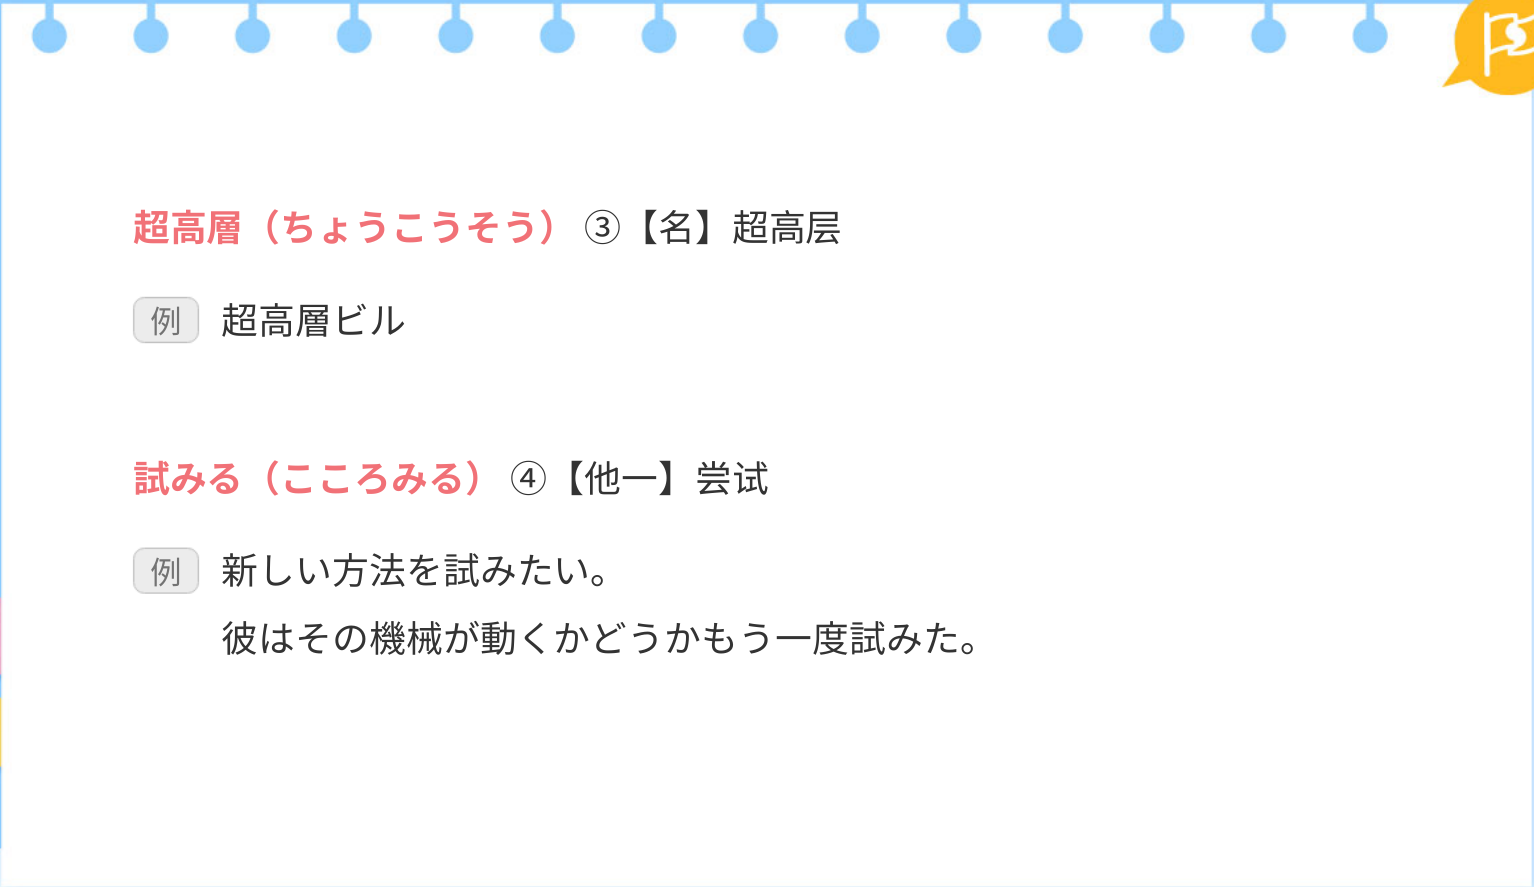 超高層（ちょうこうそう） ③【名】超高层
例 超高層ビル
試みる（こころみる） ④【他一】尝试
例 新しい方法を試みたい。
彼はその機械が動くかどうかもう一度試みた。